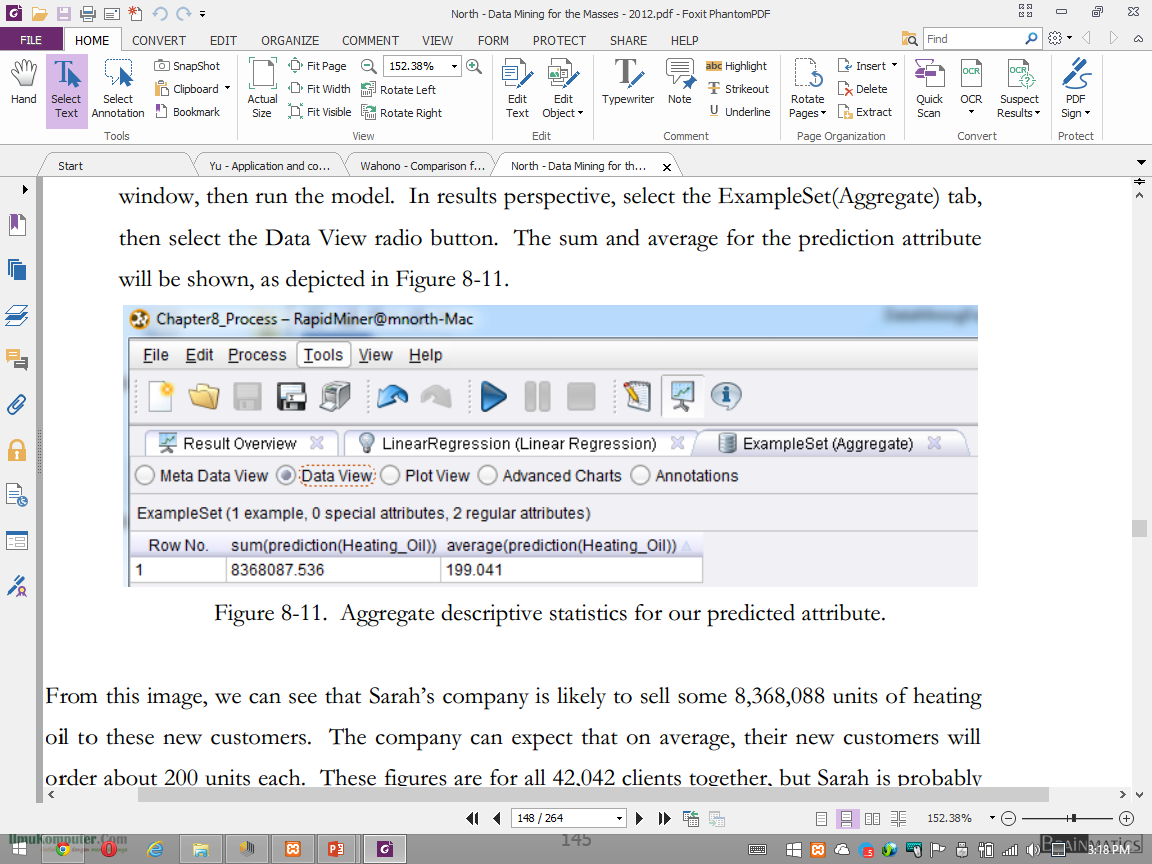 North - Data Mining for the Masses - 2012.pdf - Foxit PhantomPDF
FILE HOME CONVERT EDIT ORGANIZE COMMENT VIEW FORM PROTECT SHARE HELP Find
Hand
Select Text
Select Annotation
SnapShot
Clipboard
Bookmark
Tools
Actual Size
Fit Page
Fit Width
Fit Visible
152.38%
Rotate Left
Rotate Right
View
Edit Text
Edit Object
Edit
Typewriter
Note
abc Highlight
Strikeout
Underline
Comment
Rotate Pages
Insert
Delete
Extract
Page Organization
Quick Scan
OCR
OCR
OCR
Suspect Results
Convert
PDF Sign
Protect
Start
Yu - Application and co...
Wahono - Comparison f...
North - Data Mining for th...
window, then run the model. In results perspective, select the ExampleSet(Aggregate) tab,
then select the Data View radio button. The sum and average for the prediction attribute
will be shown, as depicted in Figure 8-11.
Chapter8_Process – RapidMiner@mnorth-Mac
File Edit Process Tools View Help
Result Overview LinearRegression (Linear Regression) ExampleSet (Aggregate)
Meta Data View Data View Plot View Advanced Charts Annotations
ExampleSet (1 example, 0 special attributes, 2 regular attributes)
Row No. sum(prediction(Heating_Oil)) average(prediction(Heating_Oil))
1 8368087.536 199.041
Figure 8-11. Aggregate descriptive statistics for our predicted attribute.
From this image, we can see that Sarah's company is likely to sell some 8,368,088 units of heating
oil to these new customers. The company can expect that on average, their new customers will
order about 200 units each. These figures are for all 42,042 clients together, but Sarah is probably
148 / 264
152.38%
IlmuKomputer.Com
145
BRAINMATICS
3:18 PM